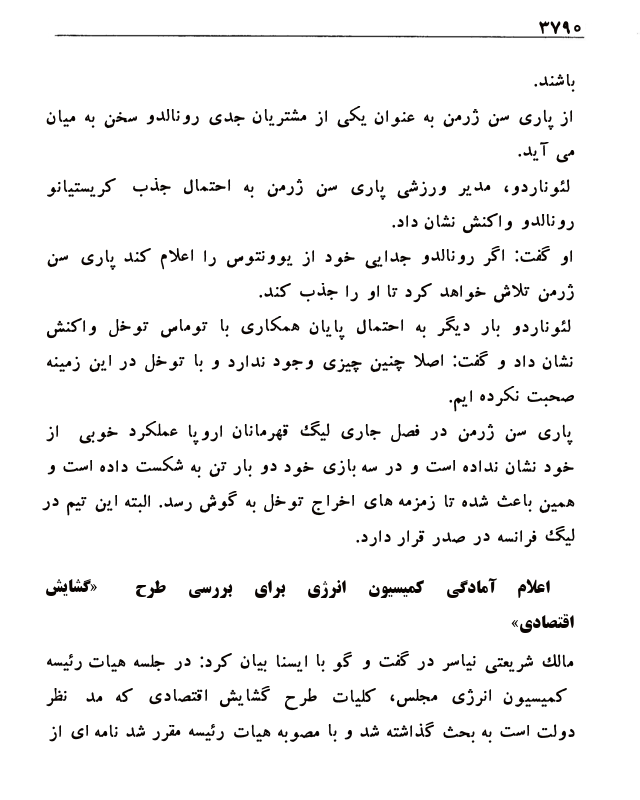 ۳۷۹۰
باشند.
از پاری سن ژرمن به عنوان یکی از مشتریان جدی رونالدو سخن به میان
می آید.
لئوناردو، مدیر ورزشی پاری سن ژرمن به احتمال جذب کریستیانو
رونالدو واکنش نشان داد.
او گفت: اگر رونالدو جدایی خود از یوونتوس را اعلام کند پاری سن
ژرمن تلاش خواهد کرد تا او را جذب کند.
لئوناردو بار دیگر به احتمال پایان همکاری با توماس توخل واکنش
نشان داد و گفت: اصلا چنین چیزی وجود ندارد و با توخل در این زمینه
صحبت نکرده ایم.
پاری سن ژرمن در فصل جاری لیگ قهرمانان اروپا عملکرد خوبی از
خود نشان نداده است و در سه بازی خود دو بار تن به شکست داده است و
همین باعث شده تا زمزمه های اخراج توخل به گوش رسد. البته این تیم در
لیگ فرانسه در صدر قرار دارد.
اعلام آمادگی کمیسیون انرژی برای بررسی طرح «گشایش
اقتصادی»
مالك شریعتی نیاسر در گفت و گو با ایسنا بیان کرد: در جلسه هیات رئیسه
کمیسیون انرژی مجلس، کلیات طرح گشایش اقتصادی که مد نظر
دولت است به بحث گذاشته شد و با مصوبه هیات رئیسه مقرر شد نامه ای از